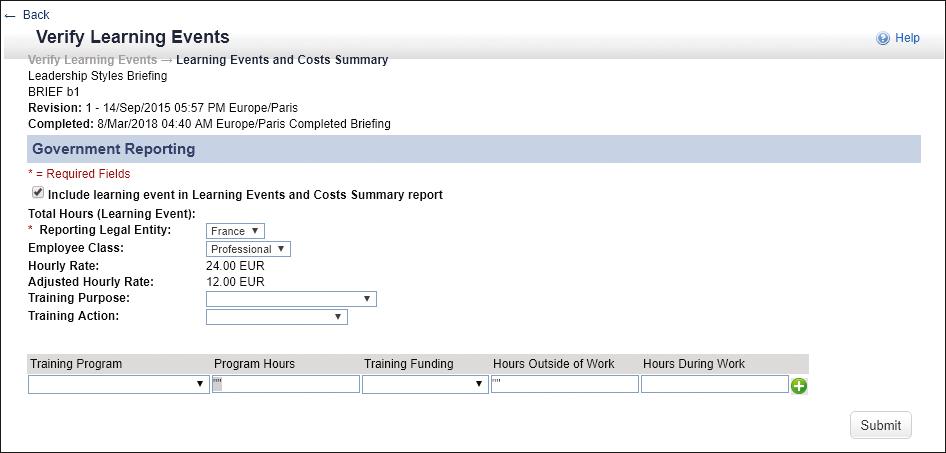 ← Back
Verify Learning Events
Help
Verify Learning Events → Learning Events and Costs Summary
Leadership Styles Briefing
BRIEF b1
Revision: 1 - 14/Sep/2015 05:57 PM Europe/Paris
Completed: 8/Mar/2018 04:40 AM Europe/Paris Completed Briefing
Government Reporting
* = Required Fields
Include learning event in Learning Events and Costs Summary report
Total Hours (Learning Event):
* Reporting Legal Entity: France
Employee Class: Professional
Hourly Rate: 24.00 EUR
Adjusted Hourly Rate: 12.00 EUR
Training Purpose:
Training Action:
Training Program Program Hours Training Funding Hours Outside of Work Hours During Work
"" ""
Submit